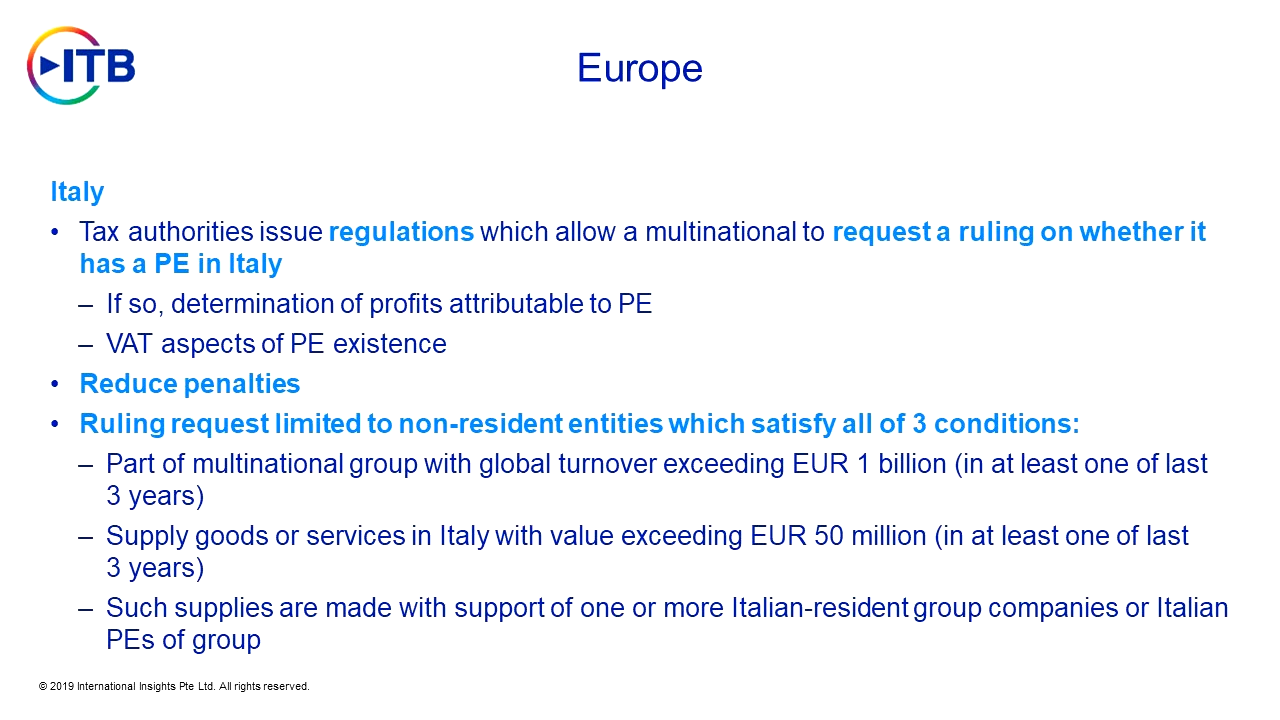 ITB
Europe
Italy
• Tax authorities issue regulations which allow a multinational to request a ruling on whether it
has a PE in Italy
– If so, determination of profits attributable to PE
– VAT aspects of PE existence
• Reduce penalties
• Ruling request limited to non-resident entities which satisfy all of 3 conditions:
– Part of multinational group with global turnover exceeding EUR 1 billion (in at least one of last
3 years)
– Supply goods or services in Italy with value exceeding EUR 50 million (in at least one of last
3 years)
– Such supplies are made with support of one or more Italian-resident group companies or Italian
PEs of group
© 2019 International Insights Pte Ltd. All rights reserved.